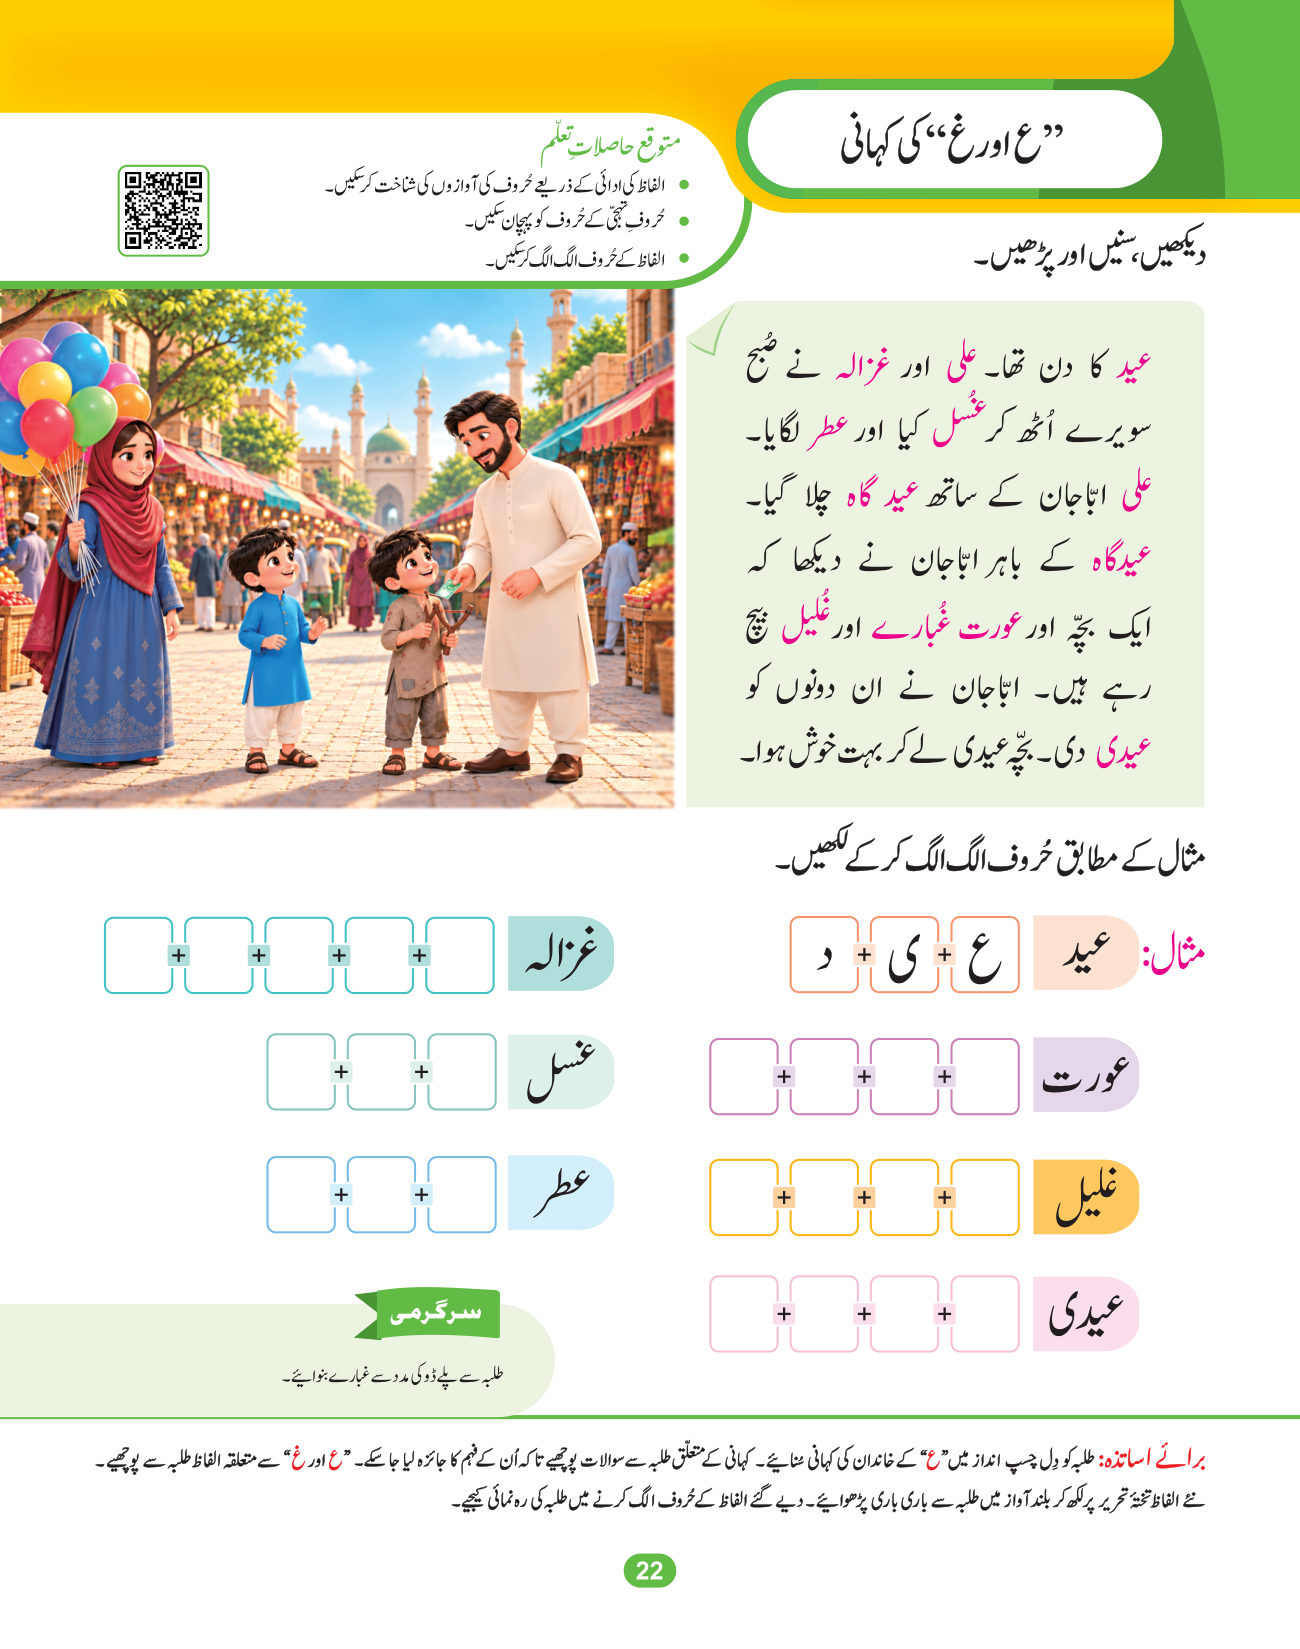 ”ع اور غ“ کی کہانی
متوقع حاصلاتِ تعلّم
• الفاظ کی ادائی کے ذریعے حُروف کی آوازوں کی شناخت کر سکیں۔
• حُروفِ تہجّی کے حُروف کو پہچان سکیں۔
• الفاظ کے حُروف الگ الگ کر سکیں۔
دیکھیں، سنیں اور پڑھیں۔
عید کا دن تھا۔ علی اور غزالہ نے صُبح
سویرے اُٹھ کر غُسل کیا اور عطر لگایا۔
علی ابّا جان کے ساتھ عید گاہ چلا گیا۔
عیدگاہ کے باہر ابّا جان نے دیکھا کہ
ایک بچّہ اور عورت غُبارے اور غُلیل بیچ
رہے ہیں۔ ابّا جان نے ان دونوں کو
عیدی دی۔ بچّہ عیدی لے کر بہت خوش ہوا۔
مثال کے مطابق حُروف الگ الگ کر کے لکھیں۔
مثال: عید ع + ی + د
غزالہ + + + +
عورت + + +
غسل + +
غلیل + + +
عطر + +
عیدی + + +
سرگرمی
طلبہ سے پلے ڈو کی مدد سے غبارے بنوائیے۔
برائے اساتذہ: طلبہ کو دِل چسپ انداز میں ”ع“ کے خاندان کی کہانی سُنائیے۔ کہانی کے متعلّق طلبہ سے سوالات پوچھیے تاکہ اُن کے فہم کا جائزہ لیا جا سکے۔ ”ع اور غ“ سے متعلقہ الفاظ طلبہ سے پوچھیے۔
نئے الفاظ تختۂ تحریر پر لکھ کر بلند آواز میں طلبہ سے باری باری پڑھوائیے۔ دیے گئے الفاظ کے حُروف الگ کرنے میں طلبہ کی رہ نمائی کیجیے۔
22